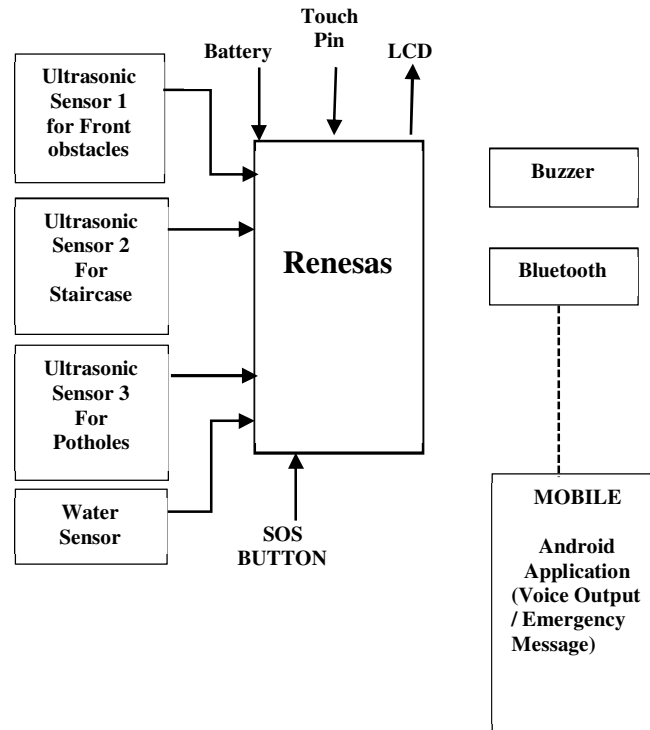 Touch
Pin
Battery
LCD
Ultrasonic
Sensor 1
for Front
obstacles
Buzzer
Ultrasonic
Sensor 2
For
Staircase
Renesas
Bluetooth
Ultrasonic
Sensor 3
For
Potholes
Water
Sensor
SOS
BUTTON
MOBILE
Android
Application
(Voice Output
/ Emergency
Message)